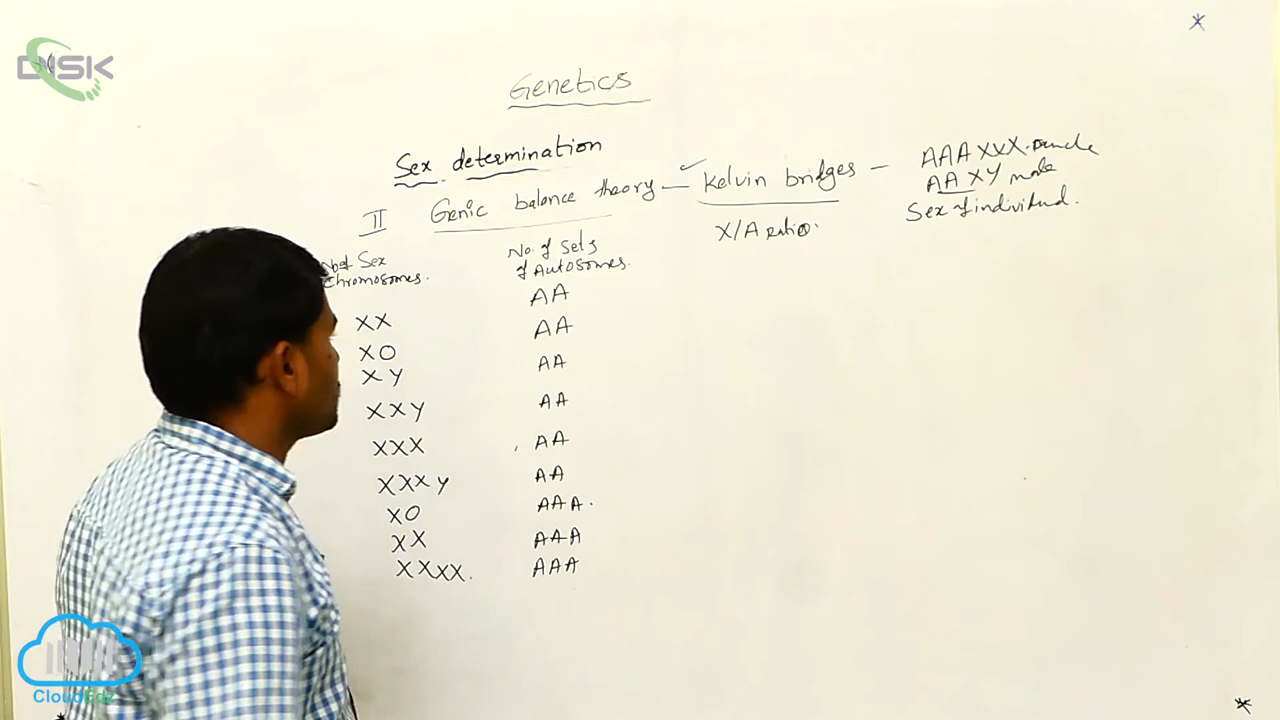 DNSK
Genetics
Sex determination
II Genic balance theory — Kelvin bridges —
AAA XXX
AA XY male
Sex of individual.
X/A ratio.
Sex
chromosomes.
No. of Sets
of Autosomes.
AA
XX AA
XO AA
XY
XXY AA
XXX AA
XXXY AA
XO AAA.
XX AAA
XXXX. AAA
CloudEdz